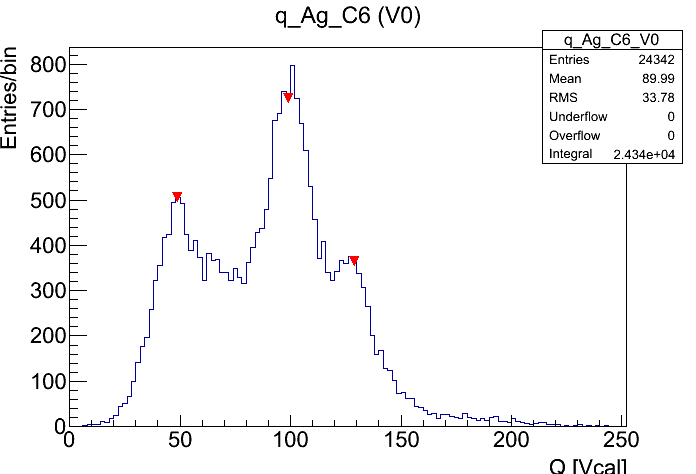 q_Ag_C6 (V0)
q_Ag_C6_V0
Entries 24342
Mean 89.99
RMS 33.78
Underflow 0
Overflow 0
Integral 2.434e+04
Entries/bin
800
700
600
500
400
300
200
100
0
0 50 100 150 200 250
Q [Vcal]